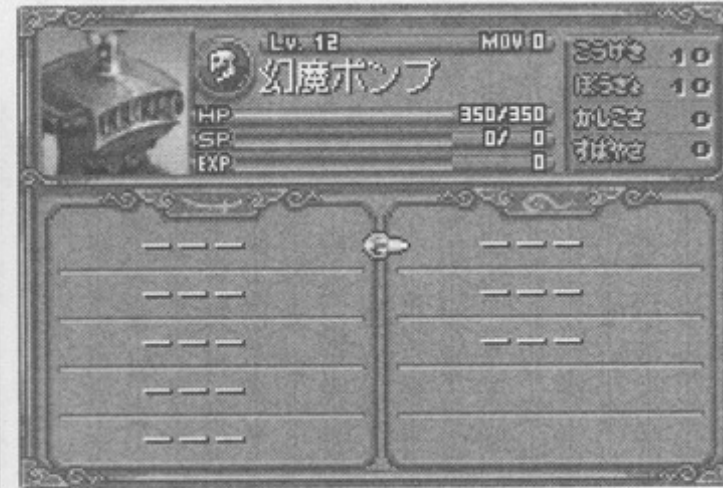 Lv. 12 MOV 0
幻魔ポンプ
HP 350/350
SP 0/ 0
EXP 0
こうげき 10
ぼうぎょ 10
かしこさ 0
すばやさ 0
---
---
---
---
---
---
---
---